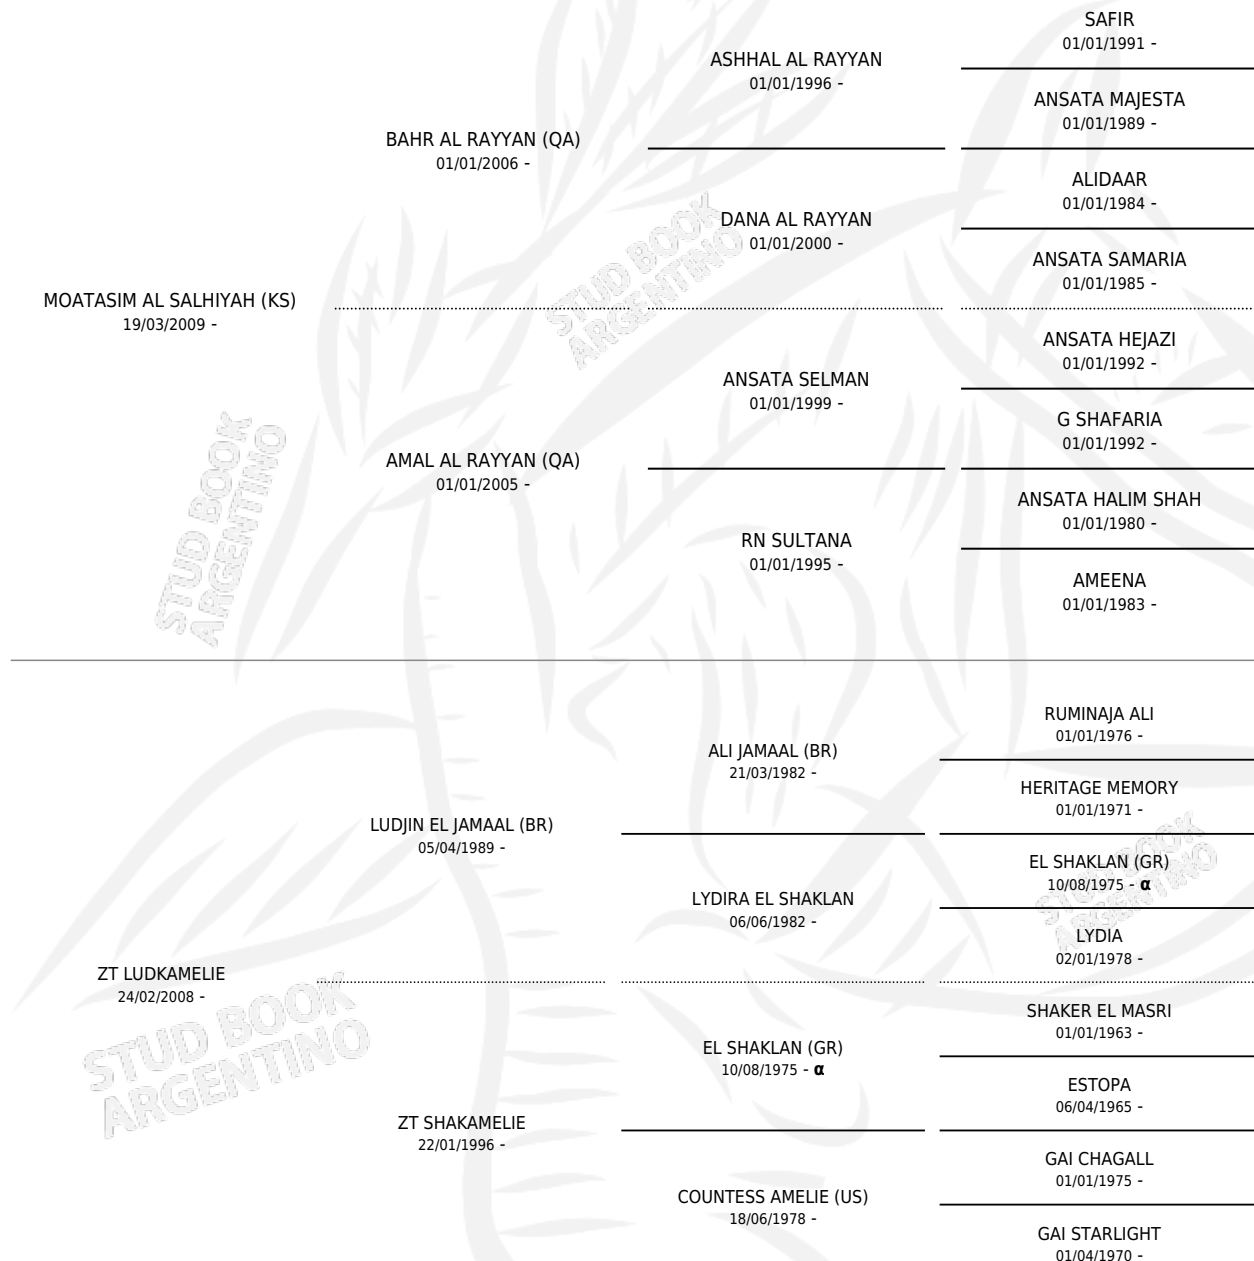 SAFIR
01/01/1991 -
ASHHAL AL RAYYAN
01/01/1996 -
ANSATA MAJESTA
01/01/1989 -
BAHR AL RAYYAN (QA)
01/01/2006 -
ALIDAAR
01/01/1984 -
DANA AL RAYYAN
01/01/2000 -
ANSATA SAMARIA
01/01/1985 -
MOATASIM AL SALHIYAH (KS)
19/03/2009 -
ANSATA HEJAZI
01/01/1992 -
ANSATA SELMAN
01/01/1999 -
G SHAFARIA
01/01/1992 -
AMAL AL RAYYAN (QA)
01/01/2005 -
ANSATA HALIM SHAH
01/01/1980 -
RN SULTANA
01/01/1995 -
AMEENA
01/01/1983 -
RUMINAJA ALI
01/01/1976 -
ALI JAMAAL (BR)
21/03/1982 -
HERITAGE MEMORY
01/01/1971 -
LUDJIN EL JAMAAL (BR)
05/04/1989 -
EL SHAKLAN (GR)
10/08/1975 - α
LYDIRA EL SHAKLAN
06/06/1982 -
LYDIA
02/01/1978 -
ZT LUDKAMELIE
24/02/2008 -
SHAKER EL MASRI
01/01/1963 -
EL SHAKLAN (GR)
10/08/1975 - α
ESTOPA
06/04/1965 -
ZT SHAKAMELIE
22/01/1996 -
GAI CHAGALL
01/01/1975 -
COUNTESS AMELIE (US)
18/06/1978 -
GAI STARLIGHT
01/04/1970 -
STUD BOOK
ARGENTINO
STUD BOOK
ARGENTINO
STUD BOOK
ARGENTINO
STUD BOOK
ARGENTINO